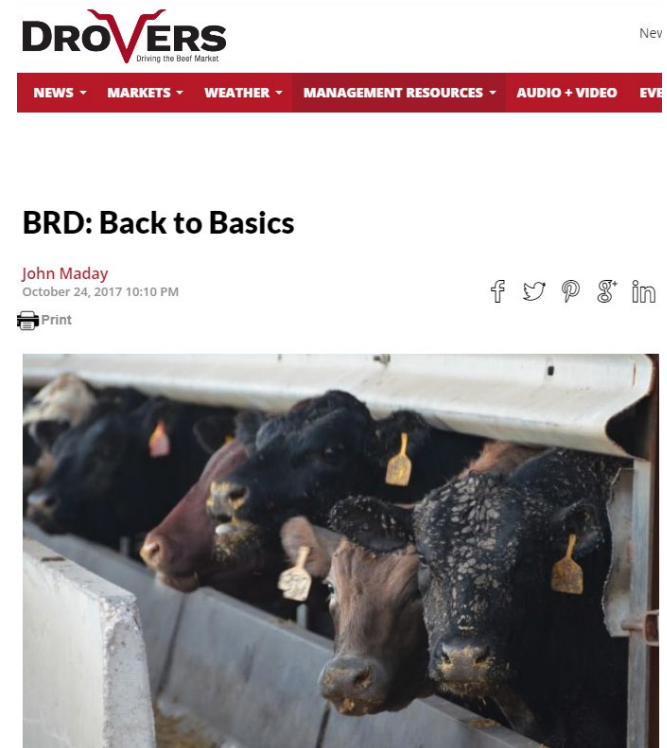 DROVERS
Driving the Beef Market
New
NEWS MARKETS WEATHER MANAGEMENT RESOURCES AUDIO + VIDEO EVE
BRD: Back to Basics
John Maday
October 24, 2017 10:10 PM
Print